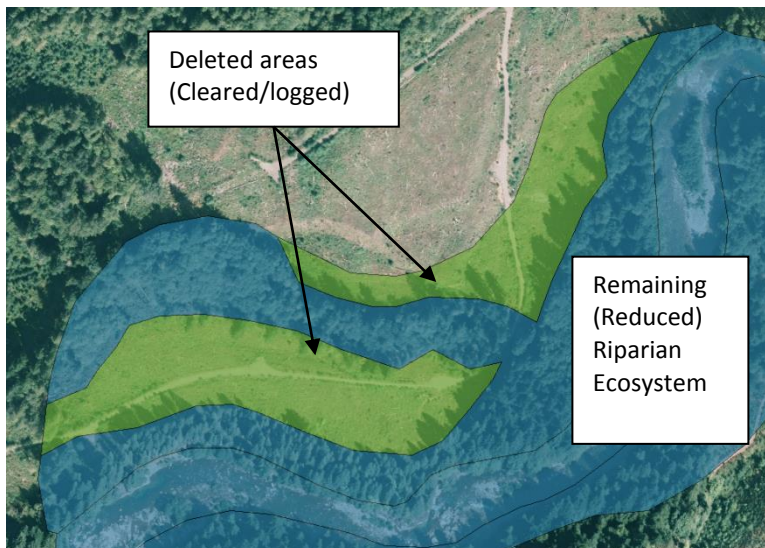 Deleted areas
(Cleared/logged)
Remaining
(Reduced)
Riparian
Ecosystem